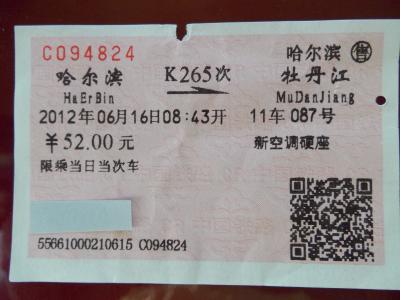 C094824 哈尔滨 售
哈尔滨 K265次 牡丹江
HaErBin MuDanJiang
2012年06月16日08:43开 11车 087号
¥52.00元 新空调硬座
限乘当日当次车
55661000210615 C094824